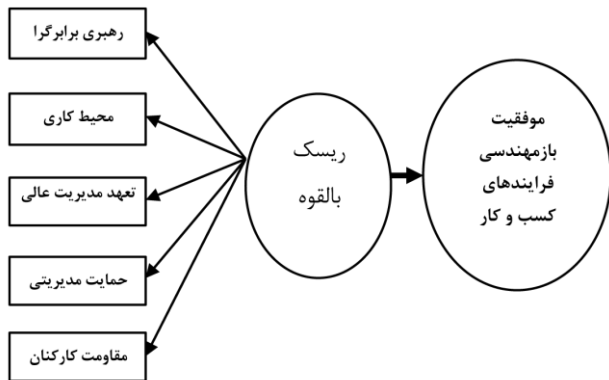 رهبری برابرگرا
محیط کاری
تعهد مدیریت عالی
حمایت مدیریتی
مقاومت کارکنان
ریسک
بالقوه
موفقیت
بازمهندسی
فرایندهای
کسب و کار